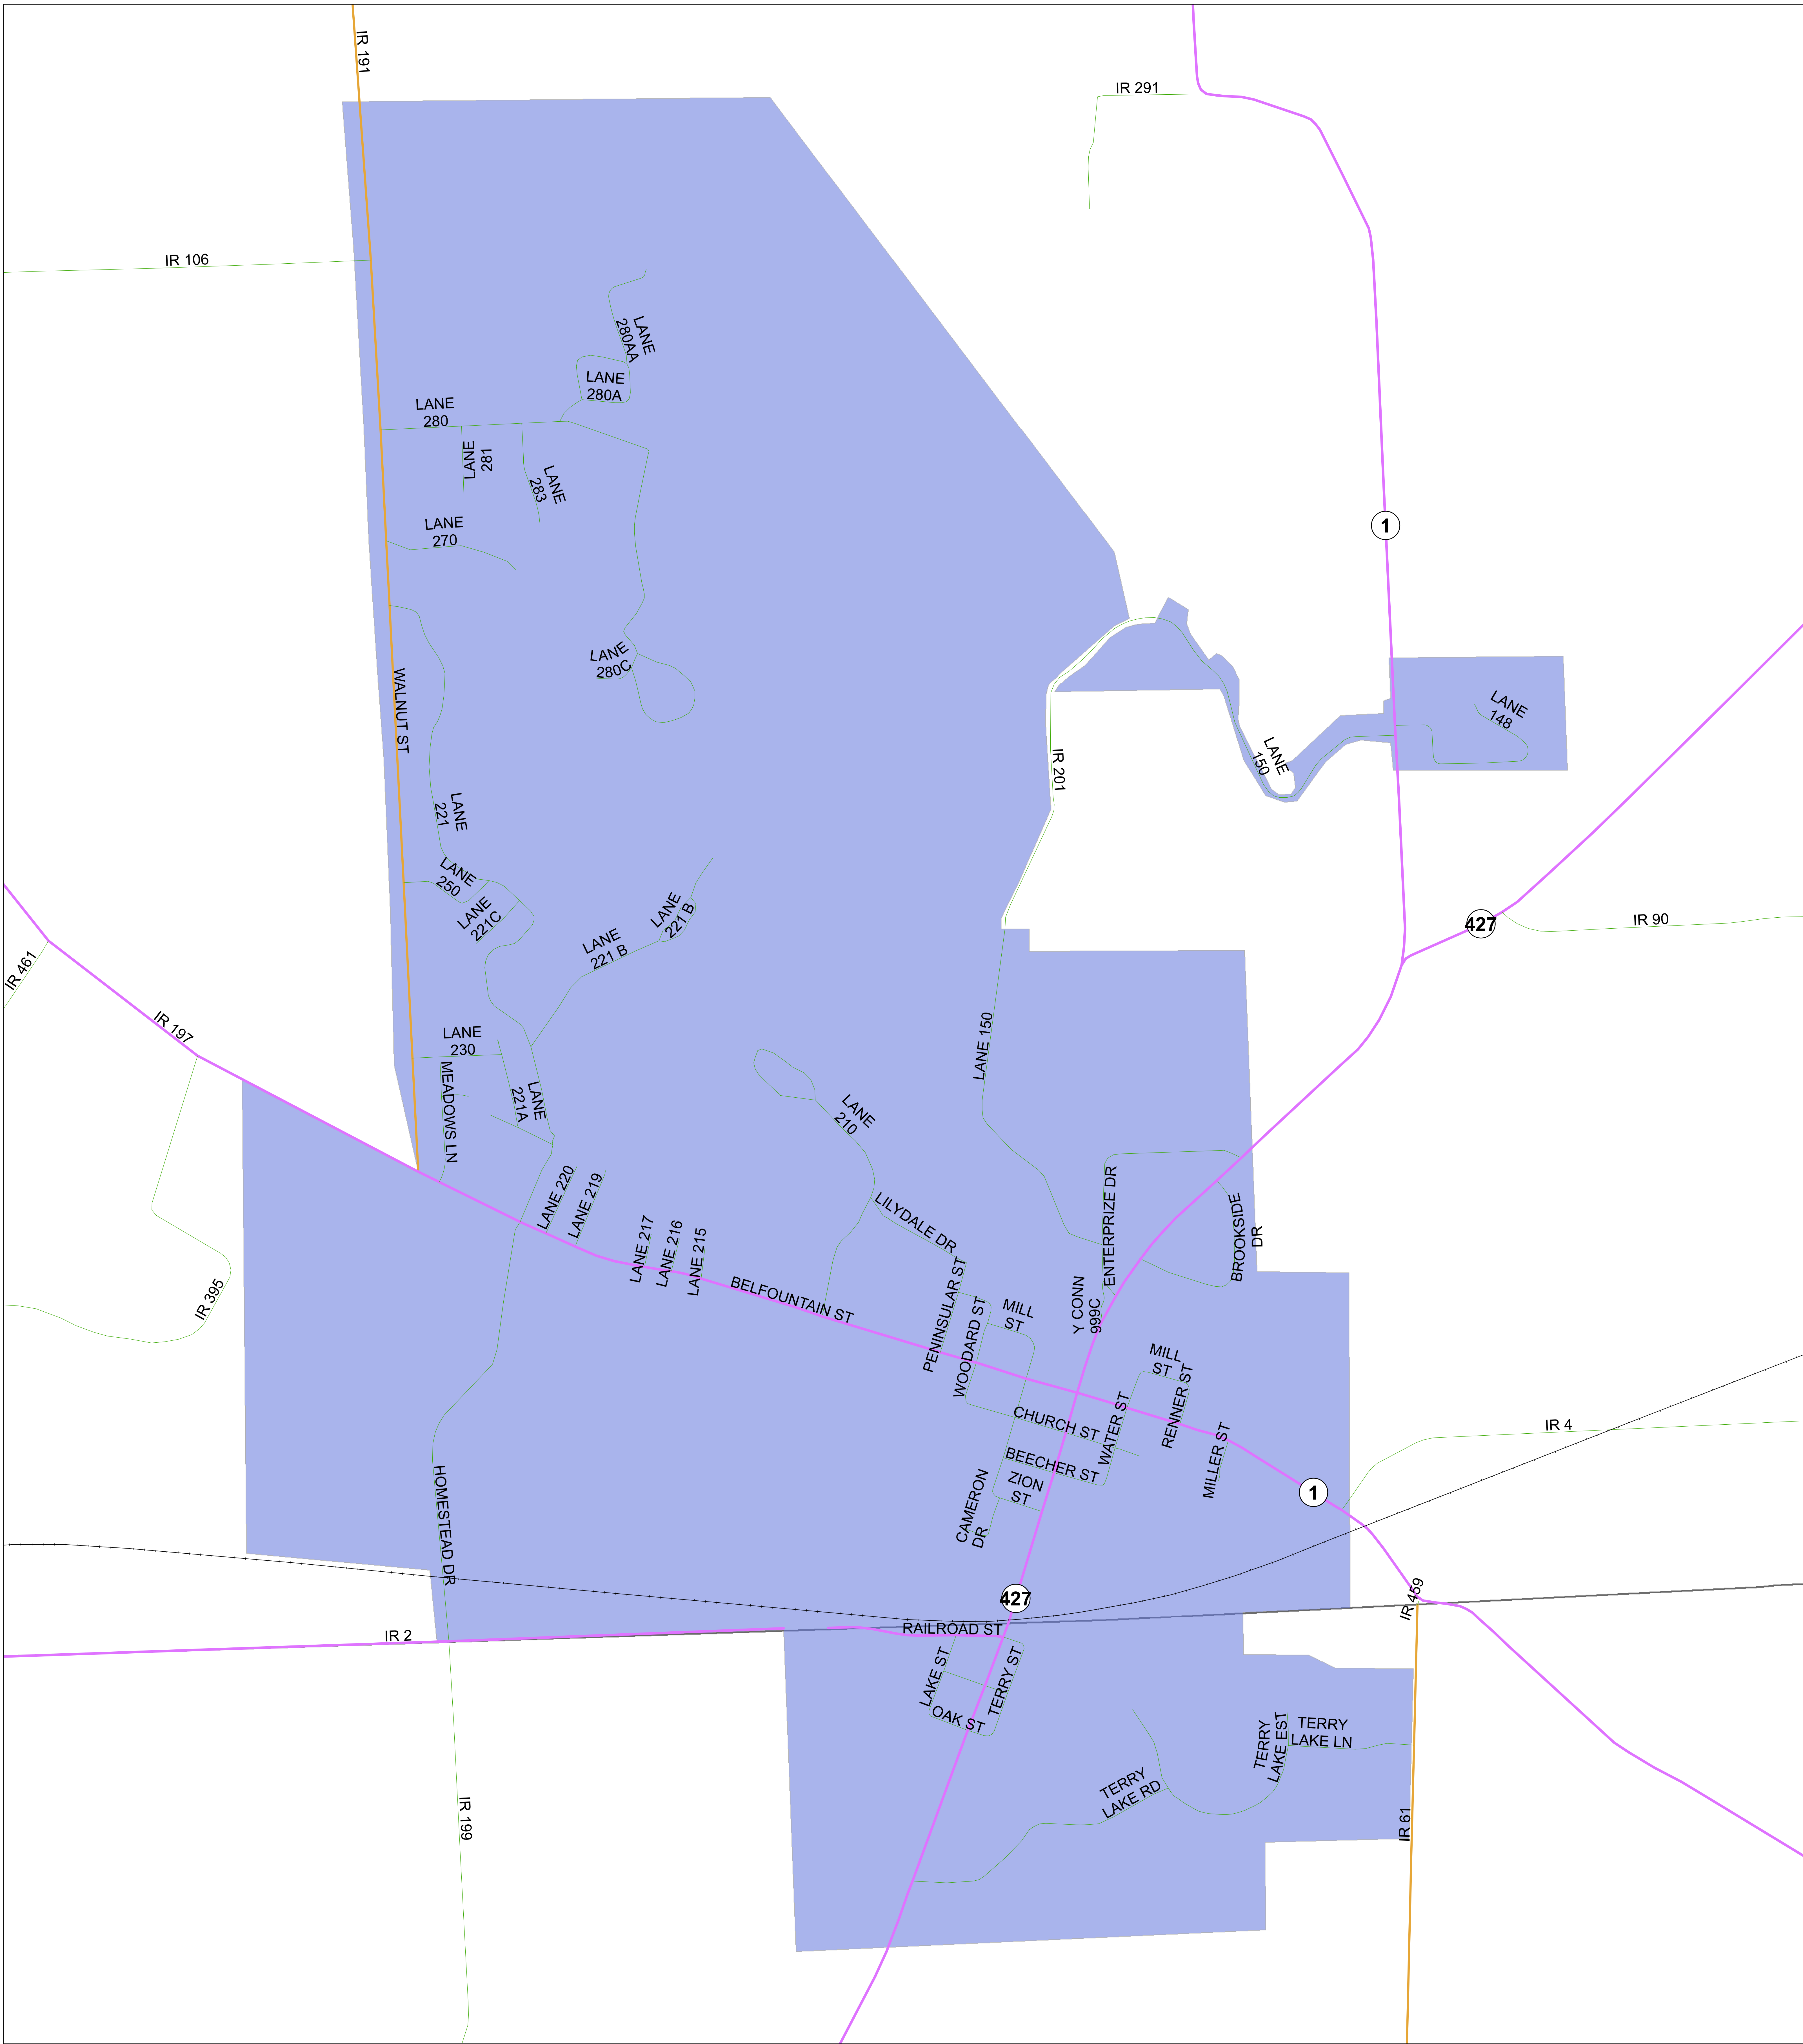 IR 191
IR 291
IR 106
LANE
280AA
LANE
280A
LANE
280
LANE
281
LANE
283
1
LANE
270
LANE
280C
WALNUT ST
LANE
148
IR 201
LANE
150
LANE
221
LANE
250
LANE
221C
LANE
221 B
LANE
221 B
427
IR 90
IR 461
IR 197
LANE 150
LANE
230
MEADOWS LN
LANE
221A
LANE
210
LANE 220
LANE 219
LILYDALE DR
ENTERPRIZE DR
BROOKSIDE
DR
LANE 217
LANE 216
LANE 215
IR 395
BELFOUNTAIN ST
PENINSULAR ST
WOODARD ST
MILL
ST
Y CONN
999C
MILL
ST
RENNER ST
WATER ST
CHURCH ST
MILLER ST
IR 4
BEECHER ST
ZION
ST
CAMERON
DR
1
HOMESTEAD DR
427
IR 459
IR 2
RAILROAD ST
LAKE ST
TERRY ST
OAK ST
TERRY
LAKE EST
TERRY
LAKE LN
TERRY
LAKE RD
IR 199
IR 61